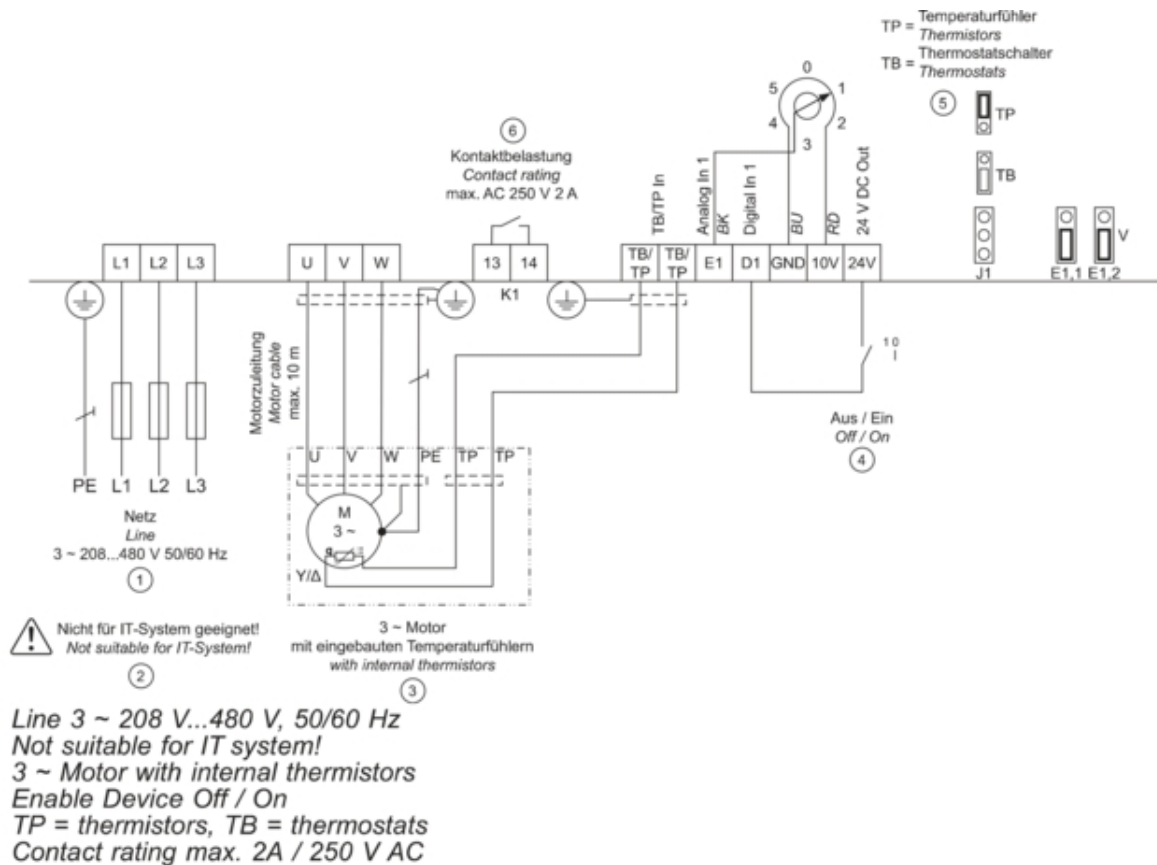 TP = Temperaturfühler
Thermistors
TB = Thermostatschalter
Thermostats
5
TP
TB
J1
V
E1,1
E1,2
0
1
2
3
4
5
6
Kontaktbelastung
Contact rating
max. AC 250 V 2 A
TB/TP In
Analog In 1
BK
Digital In 1
BU
RD
24 V DC Out
L1 L2 L3
U V W
13 14
K1
TB/TP TB/TP E1 D1 GND 10V 24V
Motorzuleitung
Motor cable
max. 10 m
1 0
I
Aus / Ein
Off / On
4
U V W PE TP TP
M
3 ~
Y/Δ
PE L1 L2 L3
Netz
Line
3 ~ 208...480 V 50/60 Hz
1
Nicht für IT-System geeignet!
Not suitable for IT-System!
2
3 ~ Motor
mit eingebauten Temperaturfühlern
with internal thermistors
3
Line 3 ~ 208 V...480 V, 50/60 Hz
Not suitable for IT system!
3 ~ Motor with internal thermistors
Enable Device Off / On
TP = thermistors, TB = thermostats
Contact rating max. 2A / 250 V AC